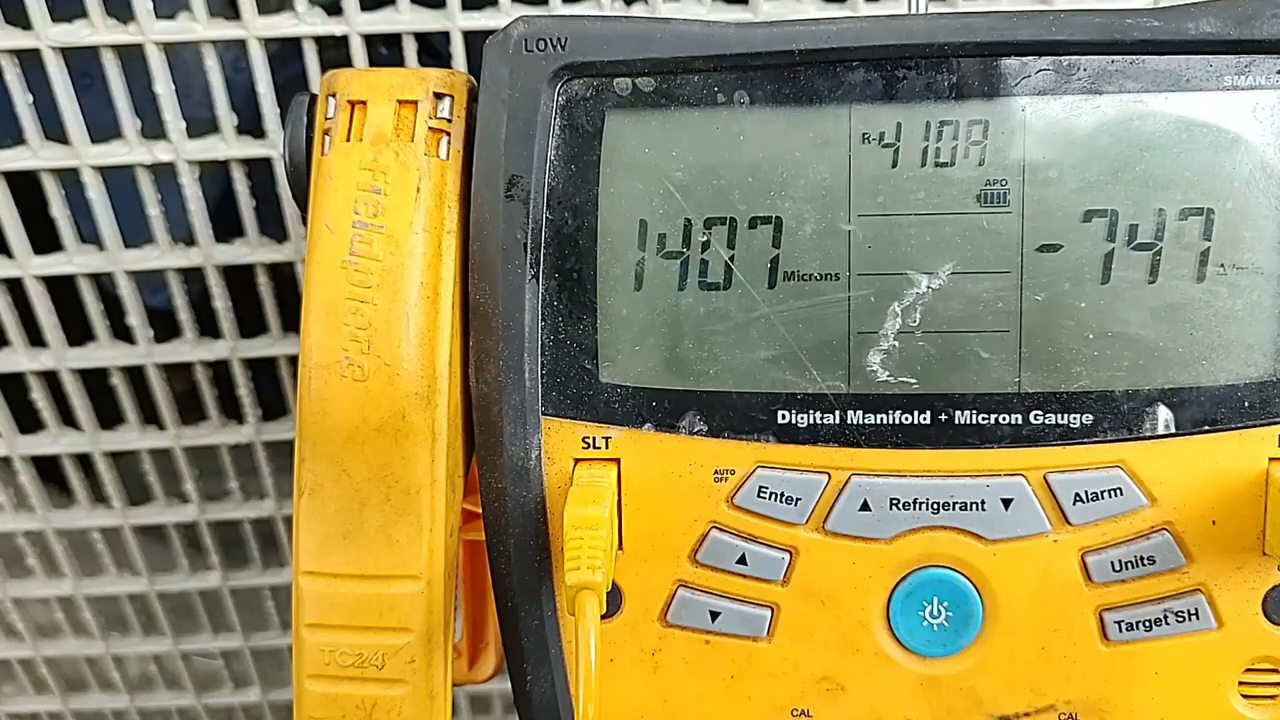 LOW
SMAN36
Fieldpiece
R-410A
APO
1407 Microns
-747
Digital Manifold + Micron Gauge
SLT
AUTO OFF
Enter
▲ Refrigerant ▼
Alarm
▲
Units
▼
Target SH
TC24
CAL
CAL